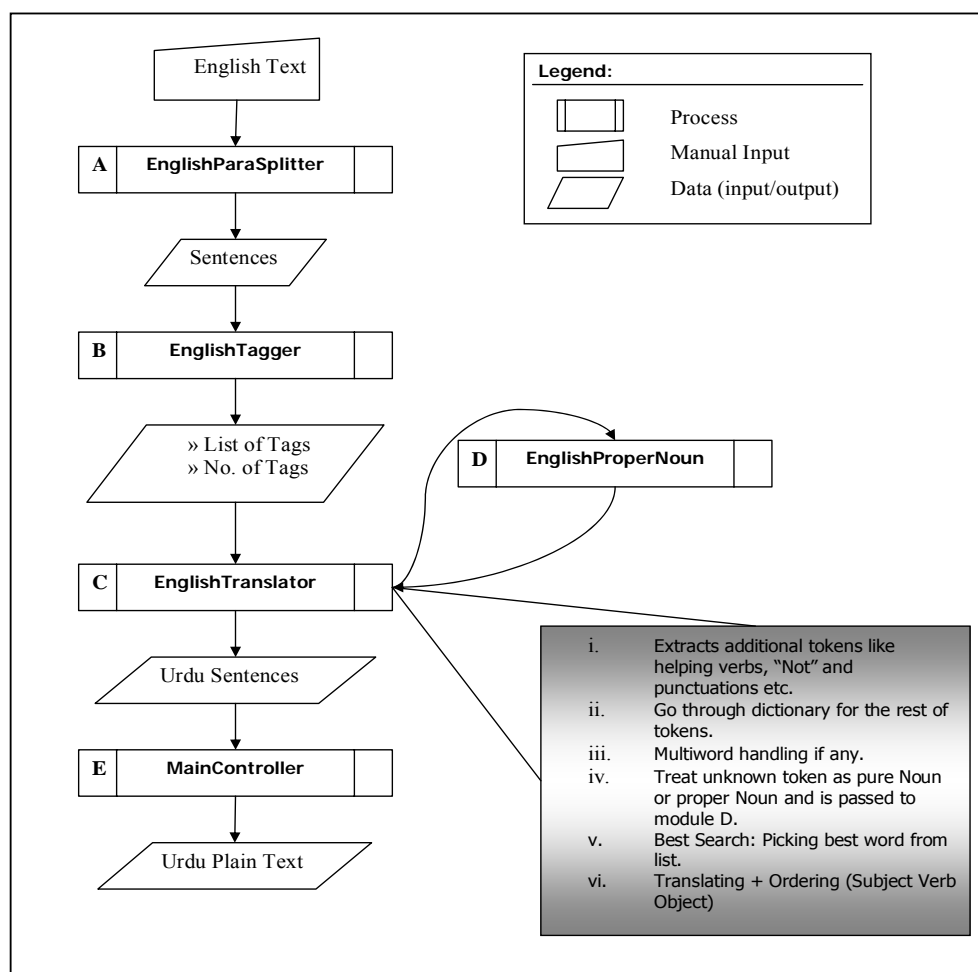 English Text
Legend:
Process
Manual Input
Data (input/output)
A EnglishParaSplitter
Sentences
B EnglishTagger
» List of Tags
» No. of Tags
D EnglishProperNoun
C EnglishTranslator
i. Extracts additional tokens like
helping verbs, “Not” and
punctuations etc.
ii. Go through dictionary for the rest of
tokens.
iii. Multiword handling if any.
iv. Treat unknown token as pure Noun
or proper Noun and is passed to
module D.
v. Best Search: Picking best word from
list.
vi. Translating + Ordering (Subject Verb
Object)
Urdu Sentences
E MainController
Urdu Plain Text